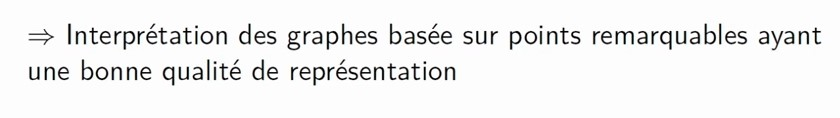 ⇒ Interprétation des graphes basée sur points remarquables ayant
une bonne qualité de représentation